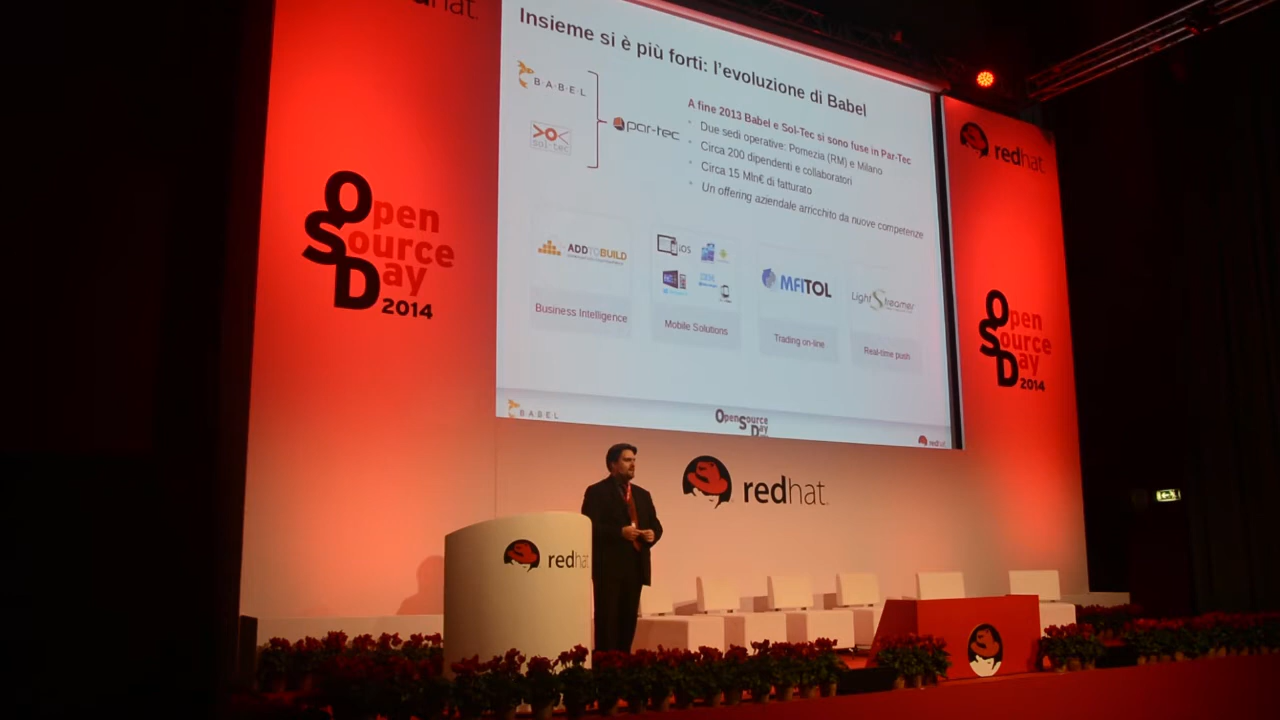 redhat.
Insieme si è più forti: l'evoluzione di Babel
BABEL
sol-tec
par-tec
A fine 2013 Babel e Sol-Tec si sono fuse in Par-Tec
Due sedi operative: Pomezia (RM) e Milano
Circa 200 dipendenti e collaboratori
Circa 15 Mln€ di fatturato
Un offering aziendale arricchito da nuove competenze
ADDTOBUILD
Business Intelligence
iOS
Mobile Solutions
MFITOL
Trading on-line
LightStreamer
Real-time push
BABEL
OpenSource
Day
redhat
Open
Source
Day
2014
redhat.
Open
Source
Day
2014
redhat.
redhat